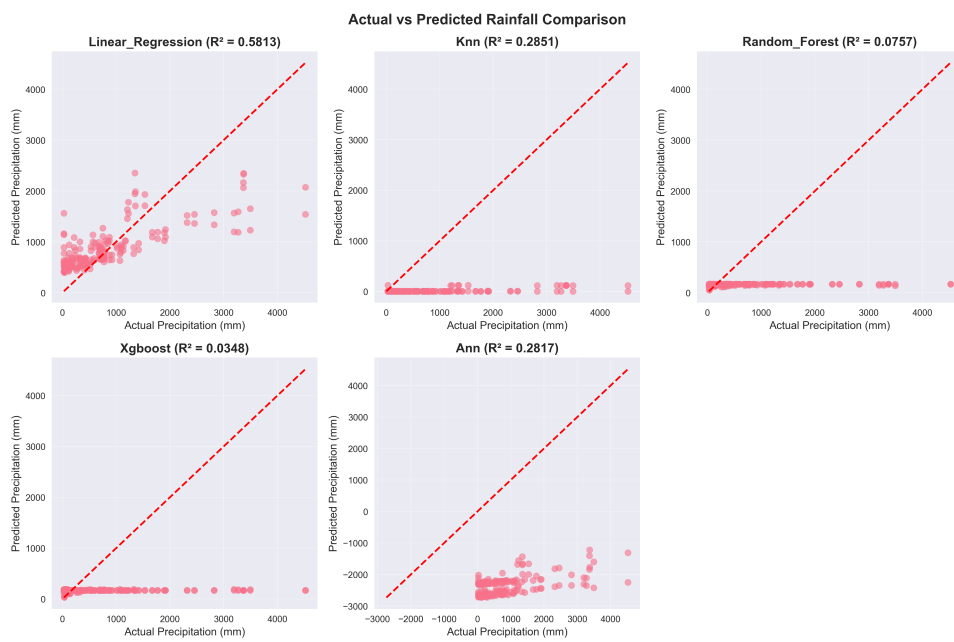 Actual vs Predicted Rainfall Comparison
Linear_Regression (R² = 0.5813)
Predicted Precipitation (mm)
4000
3000
2000
1000
0
0 1000 2000 3000 4000
Actual Precipitation (mm)
Knn (R² = 0.2851)
Predicted Precipitation (mm)
4000
3000
2000
1000
0
0 1000 2000 3000 4000
Actual Precipitation (mm)
Random_Forest (R² = 0.0757)
Predicted Precipitation (mm)
4000
3000
2000
1000
0
0 1000 2000 3000 4000
Actual Precipitation (mm)
Xgboost (R² = 0.0348)
Predicted Precipitation (mm)
4000
3000
2000
1000
0
0 1000 2000 3000 4000
Actual Precipitation (mm)
Ann (R² = 0.2817)
Predicted Precipitation (mm)
4000
3000
2000
1000
0
−1000
−2000
−3000
−3000 −2000 −1000 0 1000 2000 3000 4000
Actual Precipitation (mm)